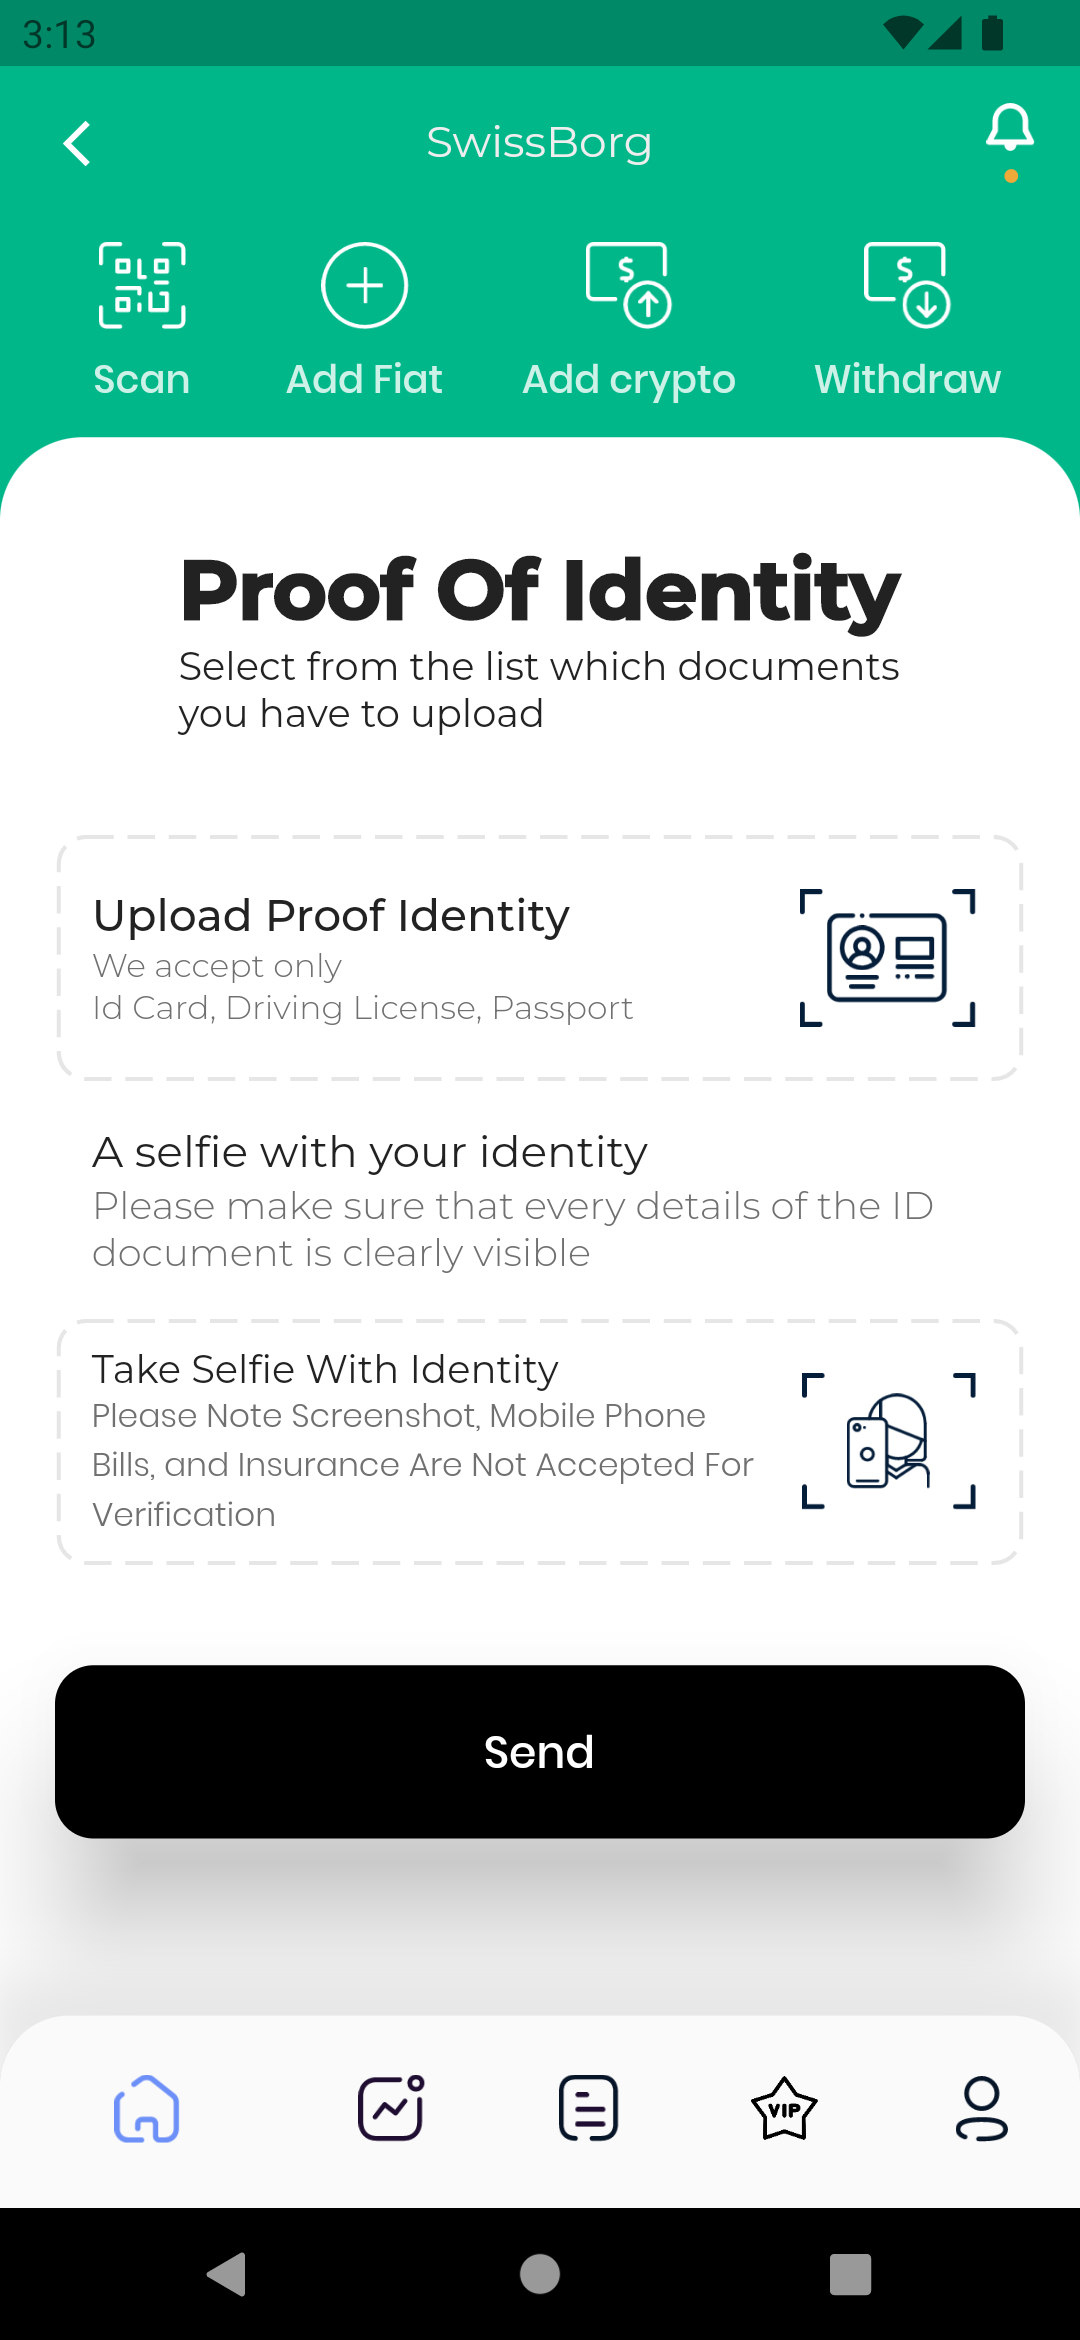 3:13
SwissBorg
Scan
Add Fiat
Add crypto
Withdraw
Proof Of Identity
Select from the list which documents
you have to upload
Upload Proof Identity
We accept only
Id Card, Driving License, Passport
A selfie with your identity
Please make sure that every details of the ID
document is clearly visible
Take Selfie With Identity
Please Note Screenshot, Mobile Phone
Bills, and Insurance Are Not Accepted For
Verification
Send
VIP